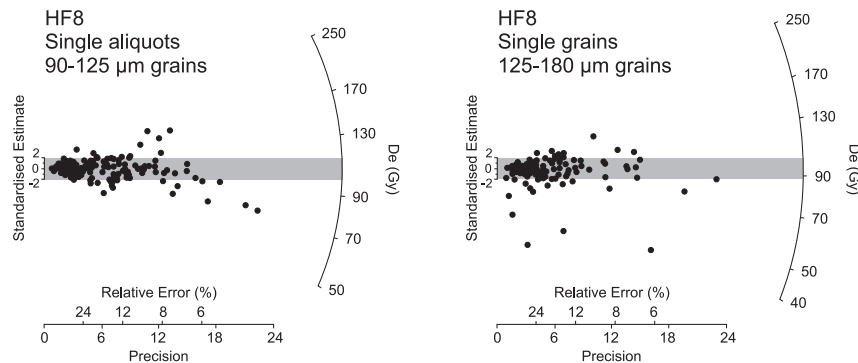 HF8
Single aliquots
90-125 µm grains
250
170
130
90
70
50
De (Gy)
Standardised Estimate
2
0
-2
Relative Error (%)
24 12 8 6
0 6 12 18 24
Precision
HF8
Single grains
125-180 µm grains
250
170
130
90
70
50
40
De (Gy)
Standardised Estimate
2
0
-2
Relative Error (%)
24 12 8 6
0 6 12 18 24
Precision